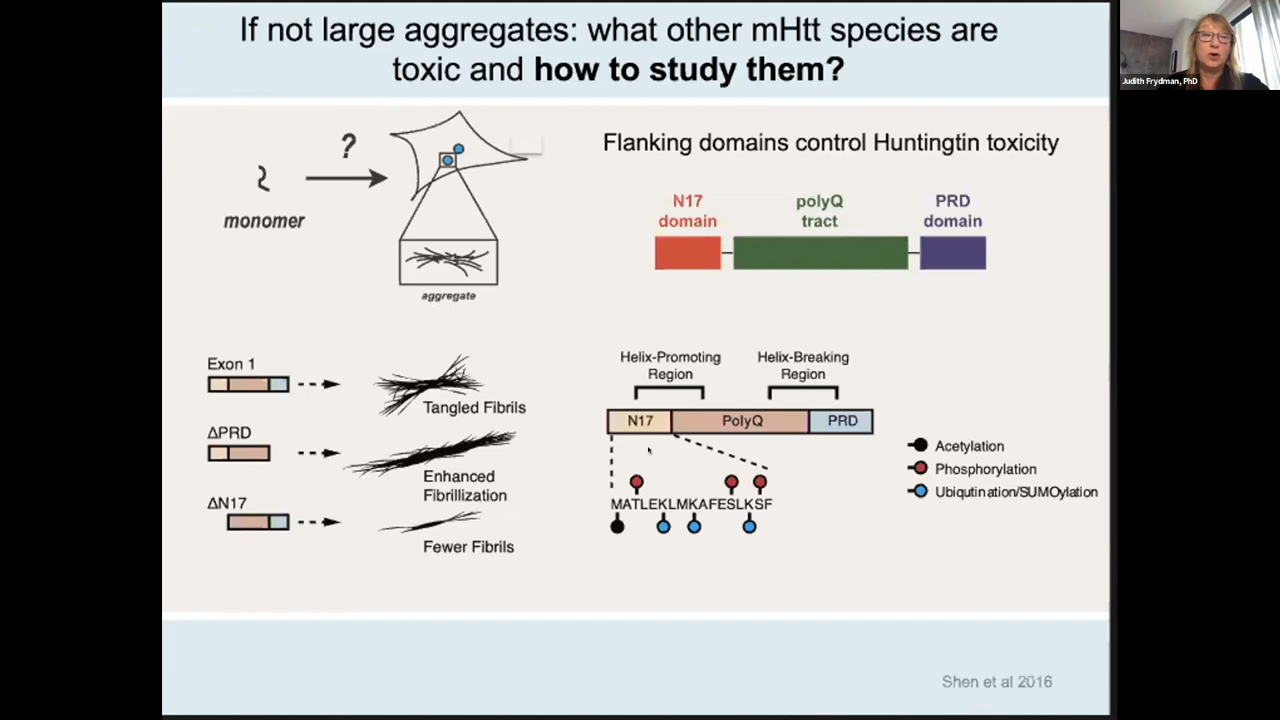 If not large aggregates: what other mHtt species are
toxic and how to study them?
Judith Frydman, PhD
?
monomer
aggregate
Flanking domains control Huntingtin toxicity
N17
domain
polyQ
tract
PRD
domain
Exon 1
Tangled Fibrils
ΔPRD
Enhanced
Fibrillization
ΔN17
Fewer Fibrils
Helix-Promoting
Region
Helix-Breaking
Region
N17 PolyQ PRD
MATLEKLMKAFESLKSF
Acetylation
Phosphorylation
Ubiqutination/SUMOylation
Shen et al 2016